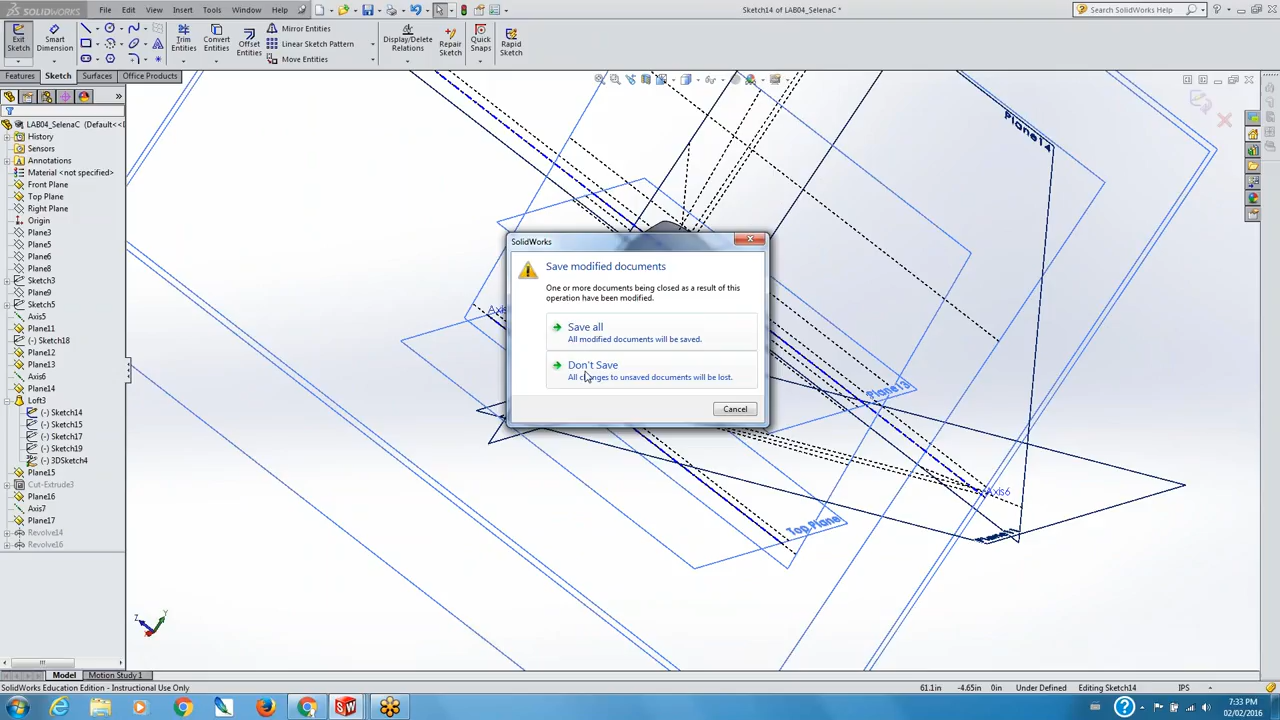 SOLIDWORKS
File Edit View Insert Tools Window Help
Sketch14 of LAB04_SelenaC *
Search SolidWorks Help
Exit Sketch
Smart Dimension
Trim Entities
Convert Entities
Offset Entities
Mirror Entities
Linear Sketch Pattern
Move Entities
Display/Delete Relations
Repair Sketch
Quick Snaps
Rapid Sketch
Features Sketch Surfaces Office Products
LAB04_SelenaC (Default<<D
History
Sensors
Annotations
Material <not specified>
Front Plane
Top Plane
Right Plane
Origin
Plane3
Plane5
Plane6
Plane8
Sketch3
Plane9
Sketch5
Axis5
Plane11
(-) Sketch18
Plane12
Plane13
Axis6
Plane14
Loft3
(-) Sketch14
(-) Sketch15
(-) Sketch17
(-) Sketch19
(-) 3DSketch4
Plane15
Cut-Extrude3
Plane16
Axis7
Plane17
Revolve14
Revolve16
Plane14
Plane13
Axis6
Top Plane
SolidWorks
Save modified documents
One or more documents being closed as a result of this
operation have been modified.
Save all
All modified documents will be saved.
Don't Save
All changes to unsaved documents will be lost.
Cancel
Model Motion Study 1
SolidWorks Education Edition - Instructional Use Only
61.1in -4.65in 0in Under Defined Editing Sketch14 IPS
7:33 PM
02/02/2016